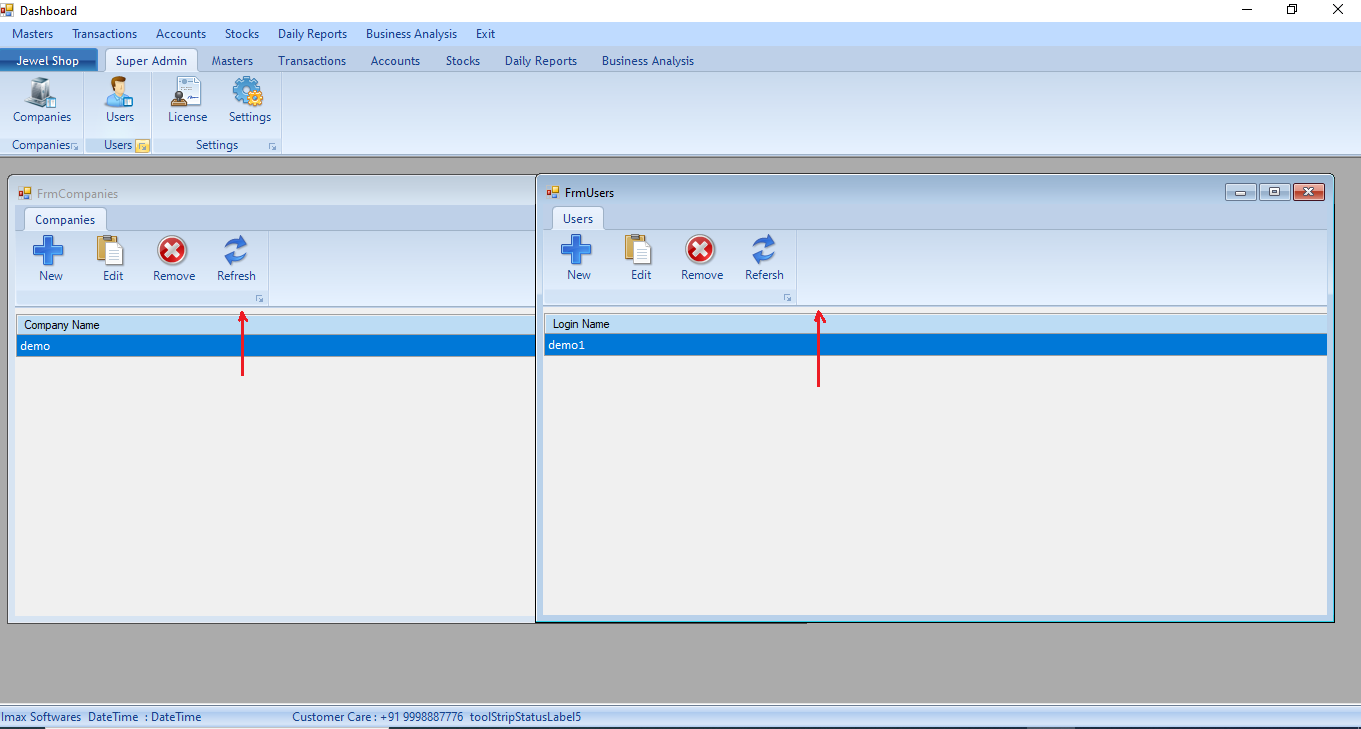 Dashboard
Masters Transactions Accounts Stocks Daily Reports Business Analysis Exit
Jewel Shop Super Admin Masters Transactions Accounts Stocks Daily Reports Business Analysis
Companies Users License Settings
Companies Users Settings
FrmCompanies
Companies
New Edit Remove Refresh
Company Name
demo
FrmUsers
Users
New Edit Remove Refersh
Login Name
demo1
Imax Softwares DateTime : DateTime Customer Care : +91 9998887776 toolStripStatusLabel5